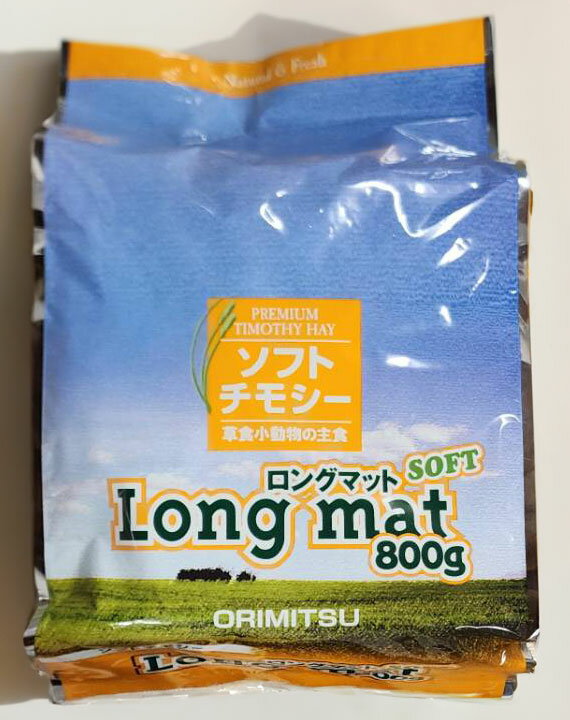 Natural & Fresh
PREMIUM
TIMOTHY HAY
ソフト
チモシー
草食小動物の主食
ロングマット SOFT
Long mat
800g
ORIMITSU